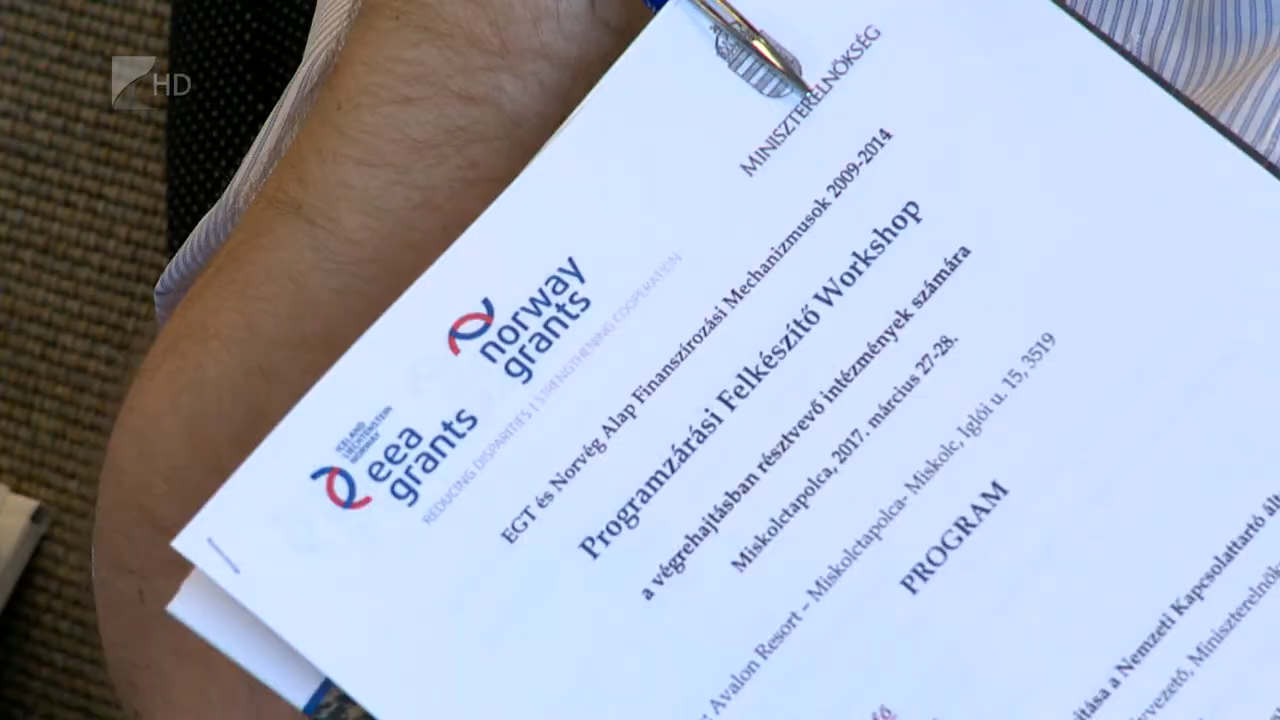 HD
MINISZTERELNÖKSÉG
ICELAND
LIECHTENSTEIN
NORWAY
eea
grants
norway
grants
REDUCING DISPARITIES | STRENGTHENING COOPERATION
EGT és Norvég Alap Finanszírozási Mechanizmusok 2009-2014
Programzárási Felkészítő Workshop
a végrehajtásban résztvevő intézmények számára
Miskolctapolca, 2017. március 27-28.
Avalon Resort – Miskolctapolca- Miskolc, Iglói u. 15, 3519
PROGRAM
a Nemzeti Kapcsolattartó
Miniszterelnök